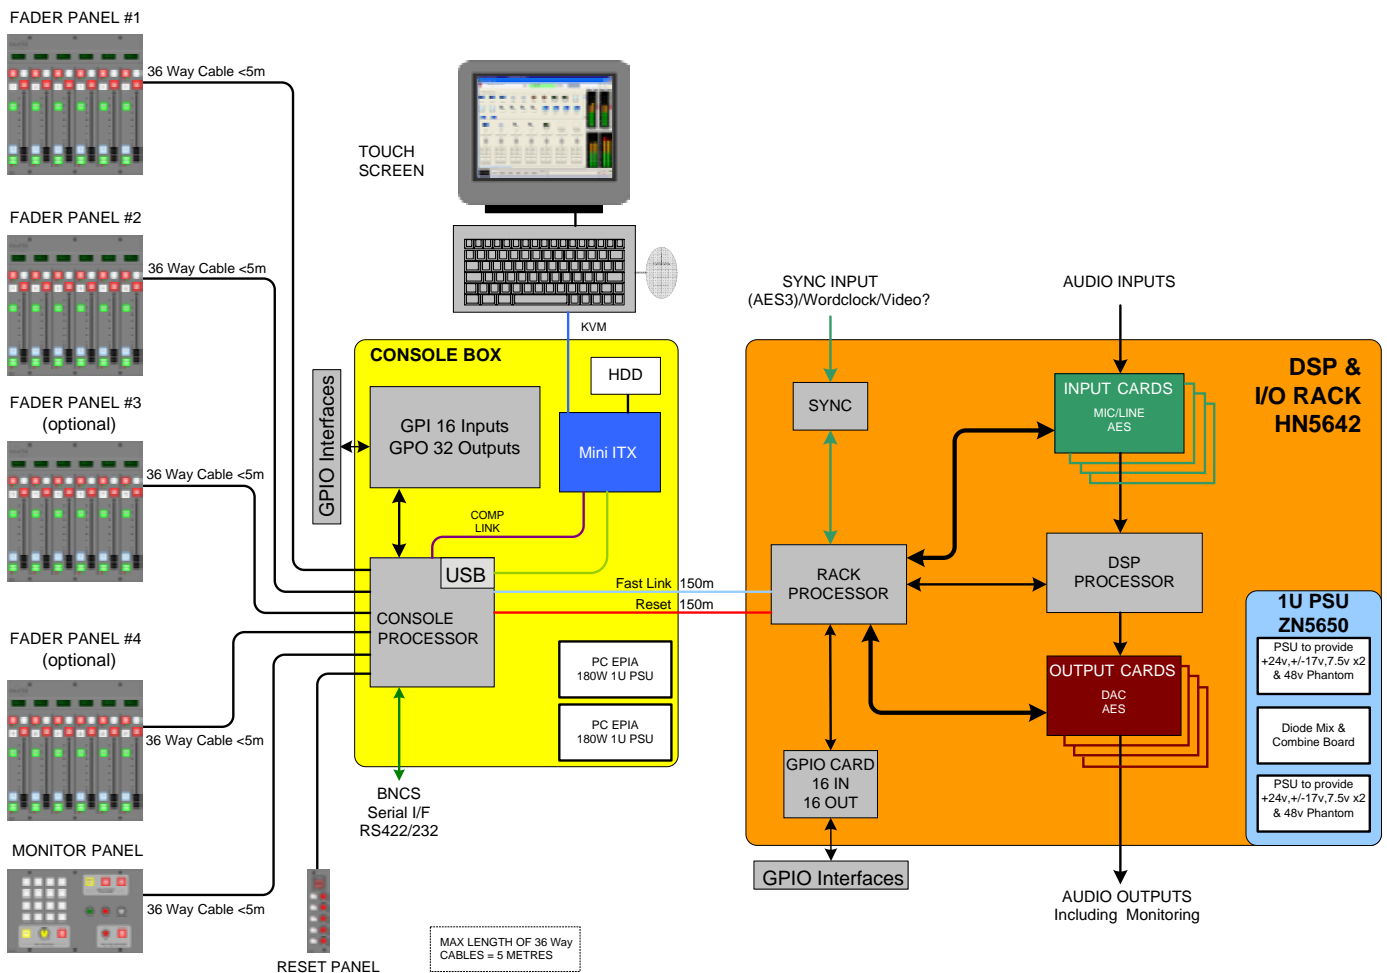 FADER PANEL #1
36 Way Cable <5m
FADER PANEL #2
36 Way Cable <5m
FADER PANEL #3
(optional)
36 Way Cable <5m
FADER PANEL #4
(optional)
36 Way Cable <5m
MONITOR PANEL
36 Way Cable <5m
RESET PANEL
MAX LENGTH OF 36 Way
CABLES = 5 METRES
TOUCH
SCREEN
KVM
CONSOLE BOX
HDD
GPI 16 Inputs
GPO 32 Outputs
GPIO Interfaces
Mini ITX
COMP
LINK
USB
CONSOLE
PROCESSOR
Fast Link 150m
Reset 150m
PC EPIA
180W 1U PSU
PC EPIA
180W 1U PSU
BNCS
Serial I/F
RS422/232
SYNC INPUT
(AES3)/Wordclock/Video?
AUDIO INPUTS
DSP &
I/O RACK
HN5642
SYNC
INPUT CARDS
MIC/LINE
AES
RACK
PROCESSOR
DSP
PROCESSOR
OUTPUT CARDS
DAC
AES
GPIO CARD
16 IN
16 OUT
GPIO Interfaces
1U PSU
ZN5650
PSU to provide
+24v,+/-17v,7.5v x2
& 48v Phantom
Diode Mix &
Combine Board
PSU to provide
+24v,+/-17v,7.5v x2
& 48v Phantom
AUDIO OUTPUTS
Including Monitoring